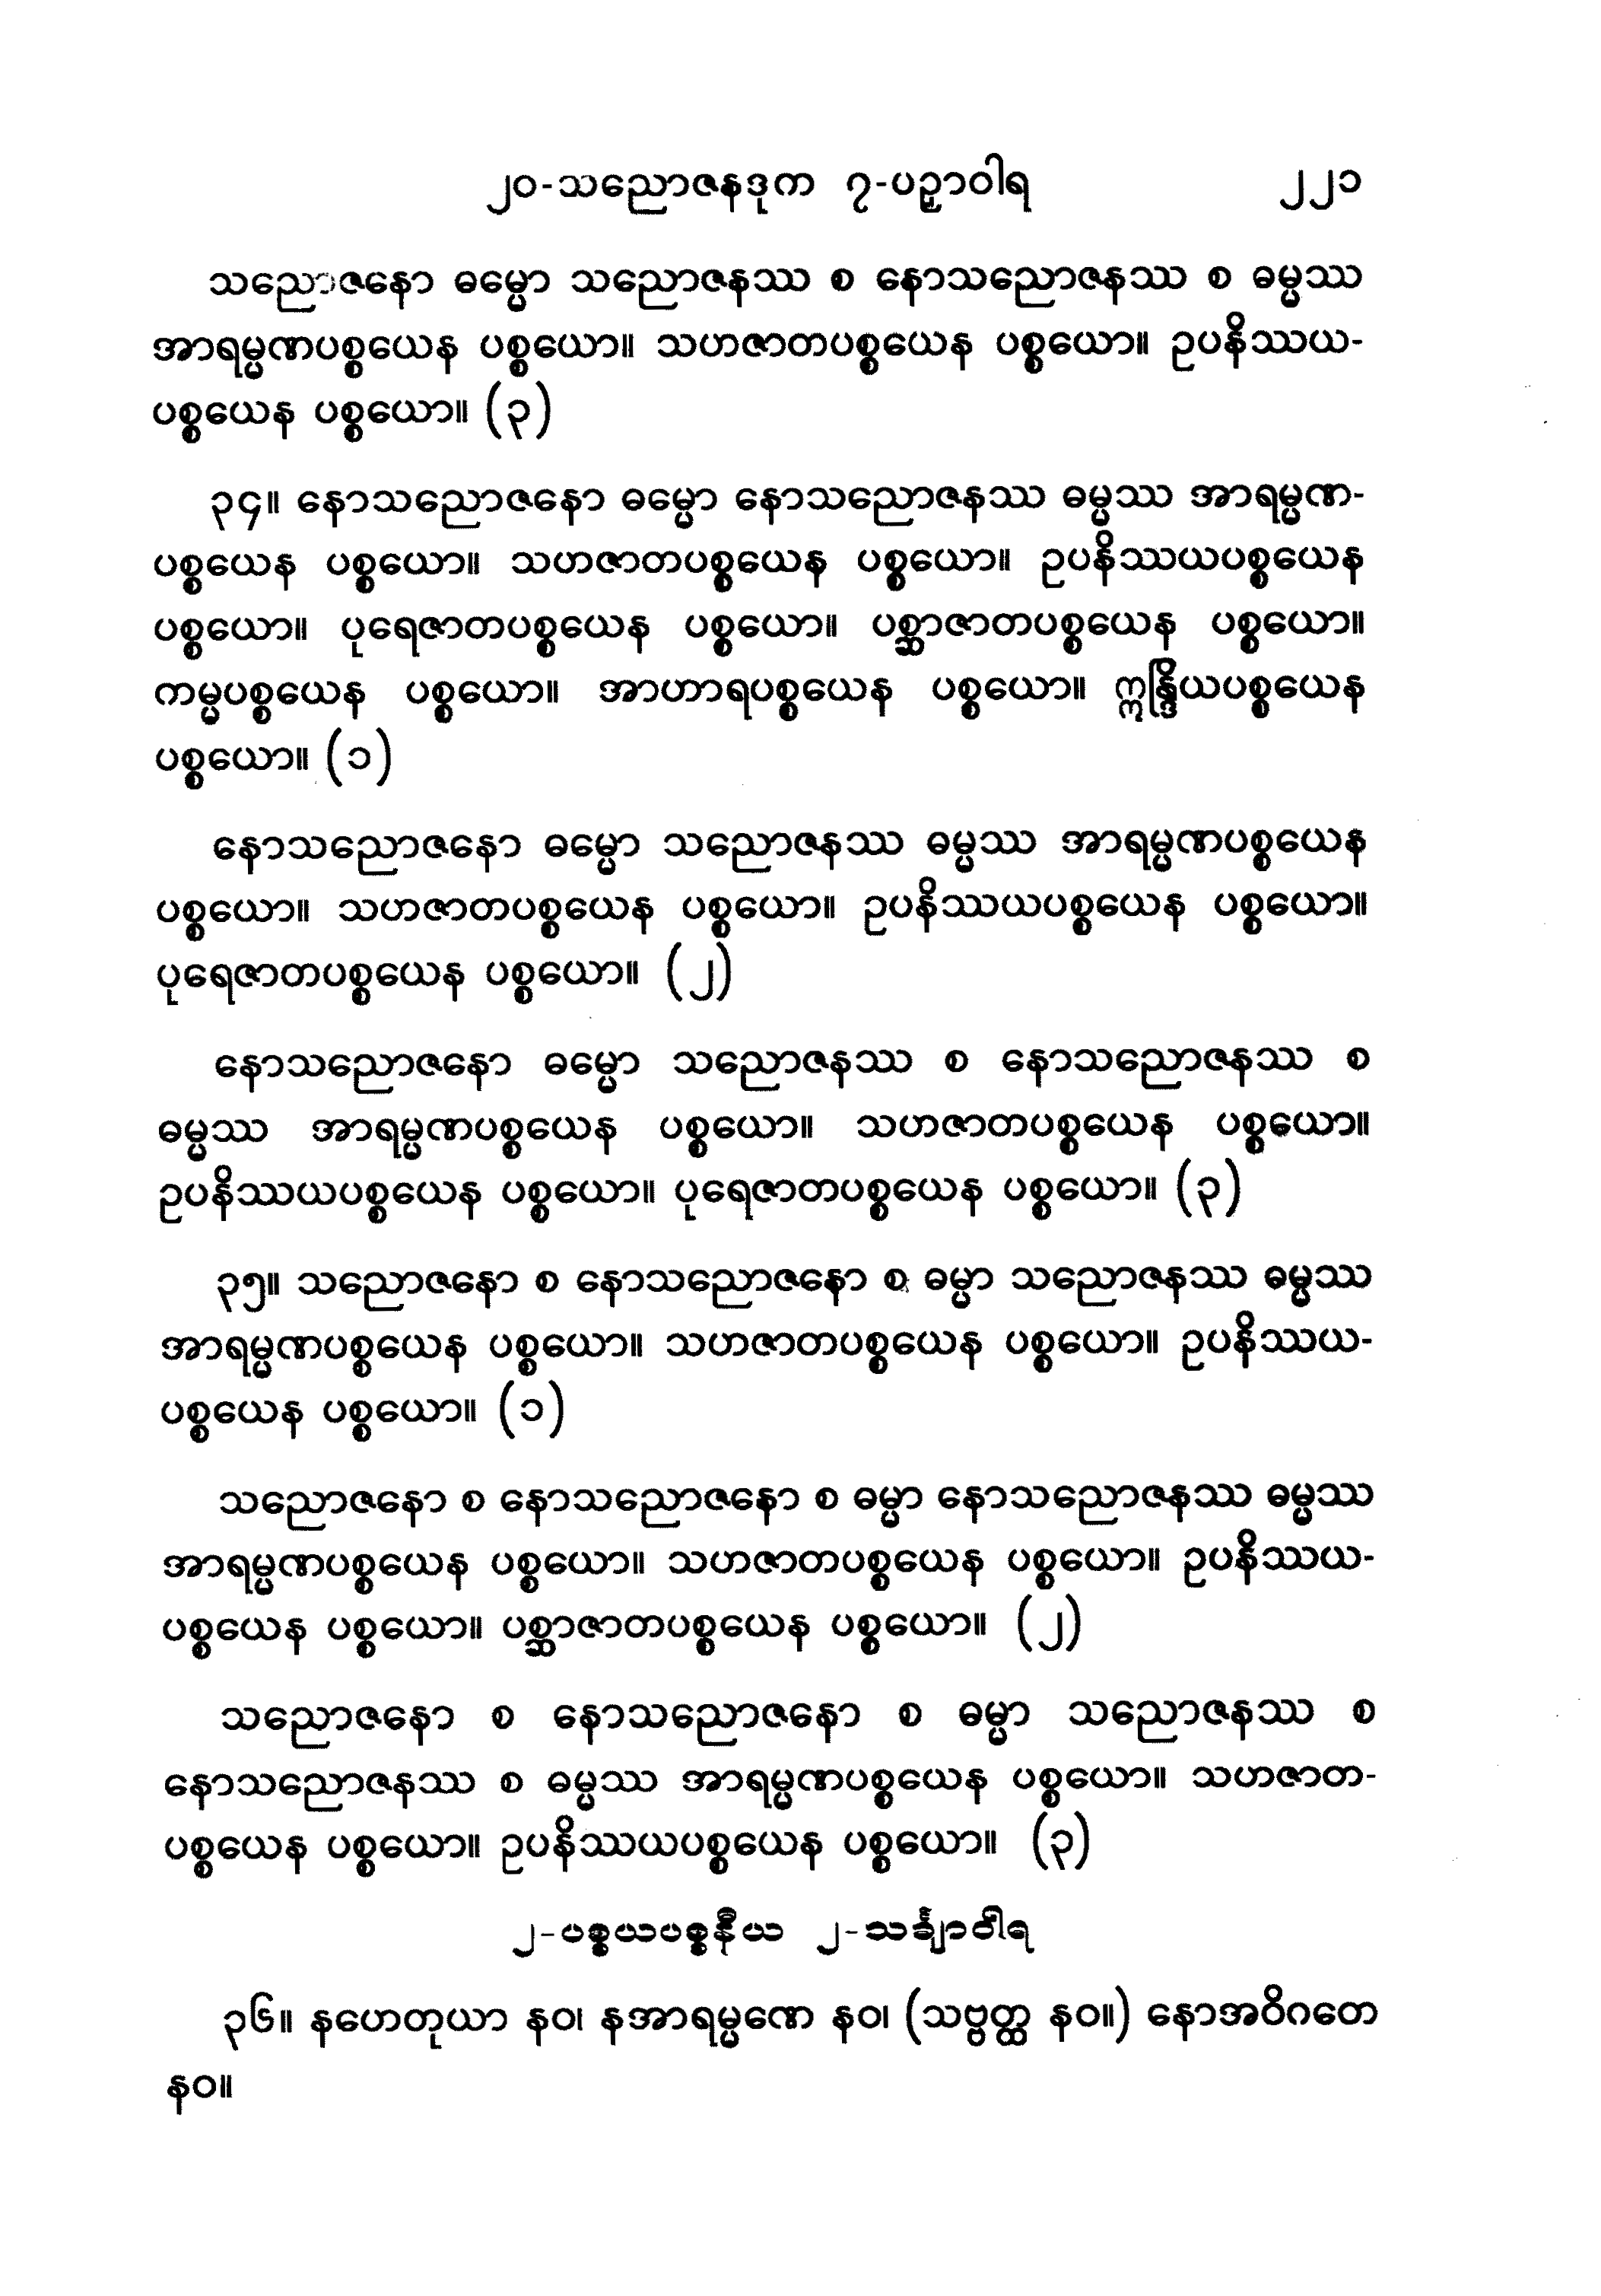 ၂၀-သညောဇနဒုက ၇-ပဉှာဝါရ ၂၂၁
သညောဇနော ဓမ္မော သညောဇနဿ စ နောသညောဇနဿ စ ဓမ္မဿ
အာရမ္မဏပစ္စယေန ပစ္စယော။ သဟဇာတပစ္စယေန ပစ္စယော။ ဥပနိဿယ-
ပစ္စယေန ပစ္စယော။ (၃)
၃၄။ နောသညောဇနော ဓမ္မော နောသညောဇနဿ ဓမ္မဿ အာရမ္မဏ-
ပစ္စယေန ပစ္စယော။ သဟဇာတပစ္စယေန ပစ္စယော။ ဥပနိဿယပစ္စယေန
ပစ္စယော။ ပုရေဇာတပစ္စယေန ပစ္စယော။ ပစ္ဆာဇာတပစ္စယေန ပစ္စယော။
ကမ္မပစ္စယေန ပစ္စယော။ အာဟာရပစ္စယေန ပစ္စယော။ ဣန္ဒြိယပစ္စယေန
ပစ္စယော။ (၁)
နောသညောဇနော ဓမ္မော သညောဇနဿ ဓမ္မဿ အာရမ္မဏပစ္စယေန
ပစ္စယော။ သဟဇာတပစ္စယေန ပစ္စယော။ ဥပနိဿယပစ္စယေန ပစ္စယော။
ပုရေဇာတပစ္စယေန ပစ္စယော။ (၂)
နောသညောဇနော ဓမ္မော သညောဇနဿ စ နောသညောဇနဿ စ
ဓမ္မဿ အာရမ္မဏပစ္စယေန ပစ္စယော။ သဟဇာတပစ္စယေန ပစ္စယော။
ဥပနိဿယပစ္စယေန ပစ္စယော။ ပုရေဇာတပစ္စယေန ပစ္စယော။ (၃)
၃၅။ သညောဇနော စ နောသညောဇနော စ ဓမ္မာ သညောဇနဿ ဓမ္မဿ
အာရမ္မဏပစ္စယေန ပစ္စယော။ သဟဇာတပစ္စယေန ပစ္စယော။ ဥပနိဿယ-
ပစ္စယေန ပစ္စယော။ (၁)
သညောဇနော စ နောသညောဇနော စ ဓမ္မာ နောသညောဇနဿ ဓမ္မဿ
အာရမ္မဏပစ္စယေန ပစ္စယော။ သဟဇာတပစ္စယေန ပစ္စယော။ ဥပနိဿယ-
ပစ္စယေန ပစ္စယော။ ပစ္ဆာဇာတပစ္စယေန ပစ္စယော။ (၂)
သညောဇနော စ နောသညောဇနော စ ဓမ္မာ သညောဇနဿ စ
နောသညောဇနဿ စ ဓမ္မဿ အာရမ္မဏပစ္စယေန ပစ္စယော။ သဟဇာတ-
ပစ္စယေန ပစ္စယော။ ဥပနိဿယပစ္စယေန ပစ္စယော။ (၃)
၂-ပစ္စယပစ္စနီယ ၂-သင်္ချာဝါရ
၃၆။ နဟေတုယာ နဝ၊ နအာရမ္မဏေ နဝ၊ (သဗ္ဗတ္ထ နဝ။) နောအဝိဂတေ
နဝ။